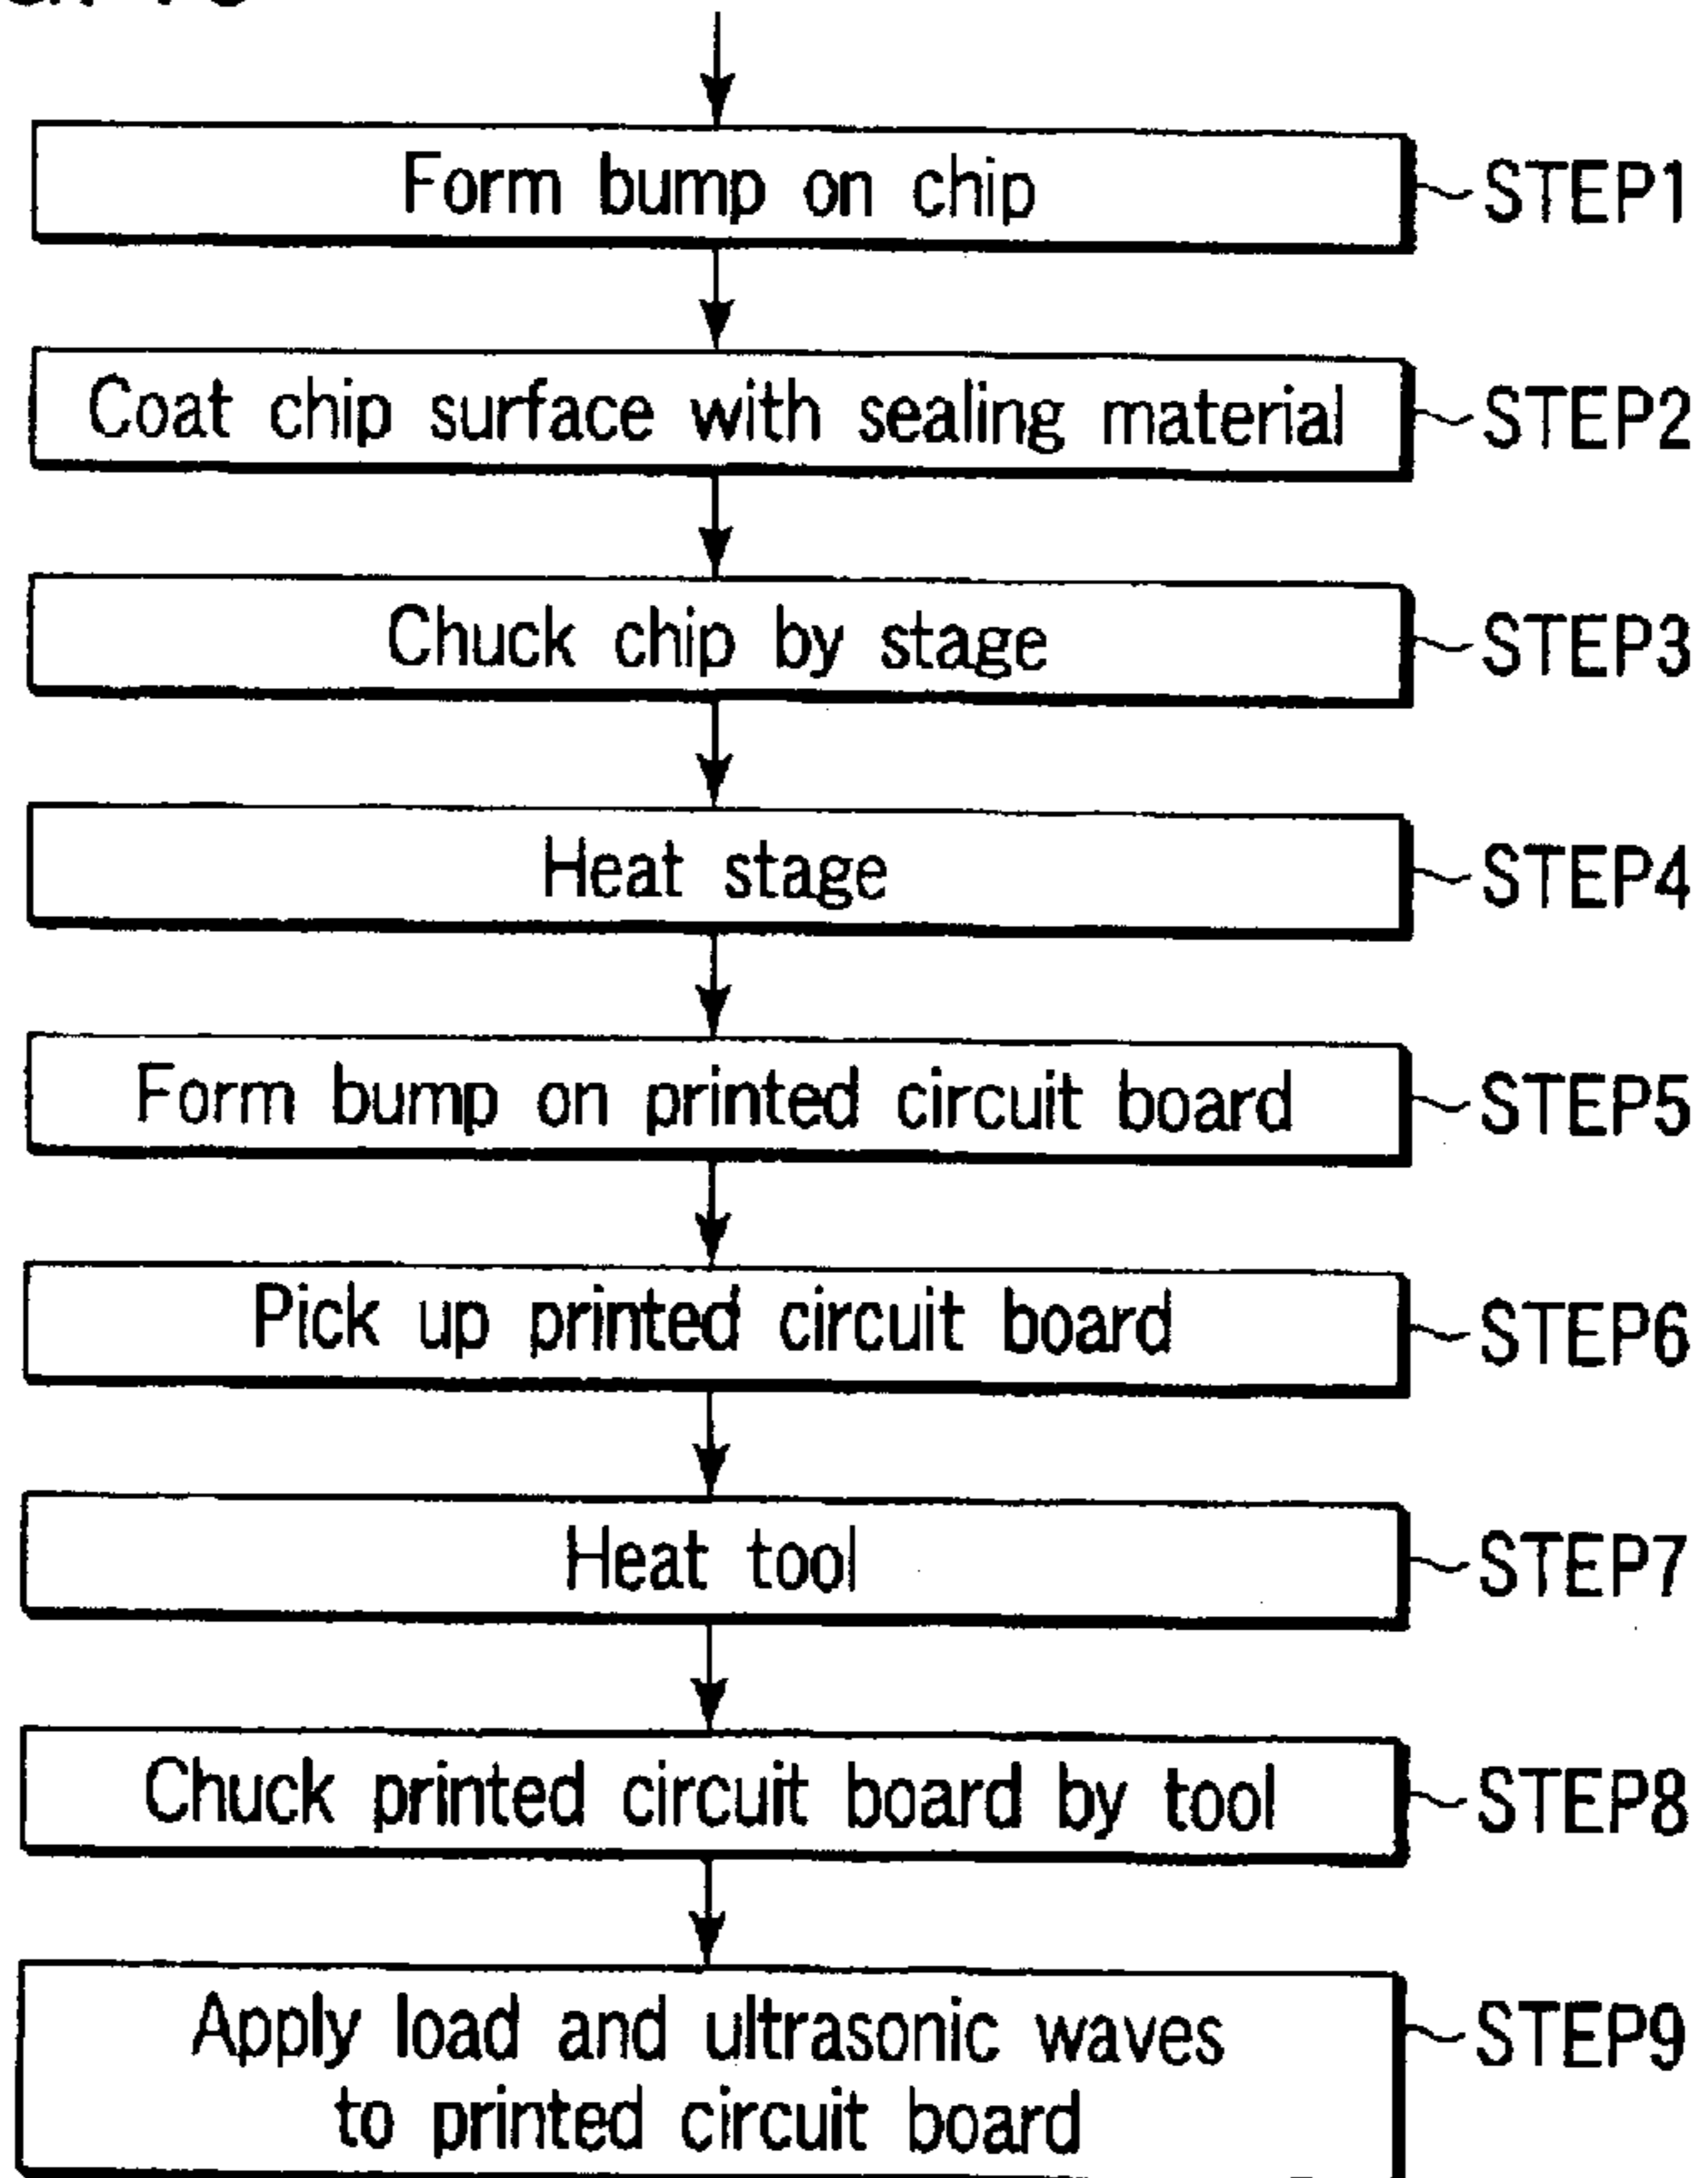 Form bump on chip
STEP1
Coat chip surface with sealing material
STEP2
Chuck chip by stage
STEP3
Heat stage
STEP4
Form bump on printed circuit board
STEP5
Pick up printed circuit board
STEP6
Heat tool
STEP7
Chuck printed circuit board by tool
STEP8
Apply load and ultrasonic waves
to printed circuit board
STEP9